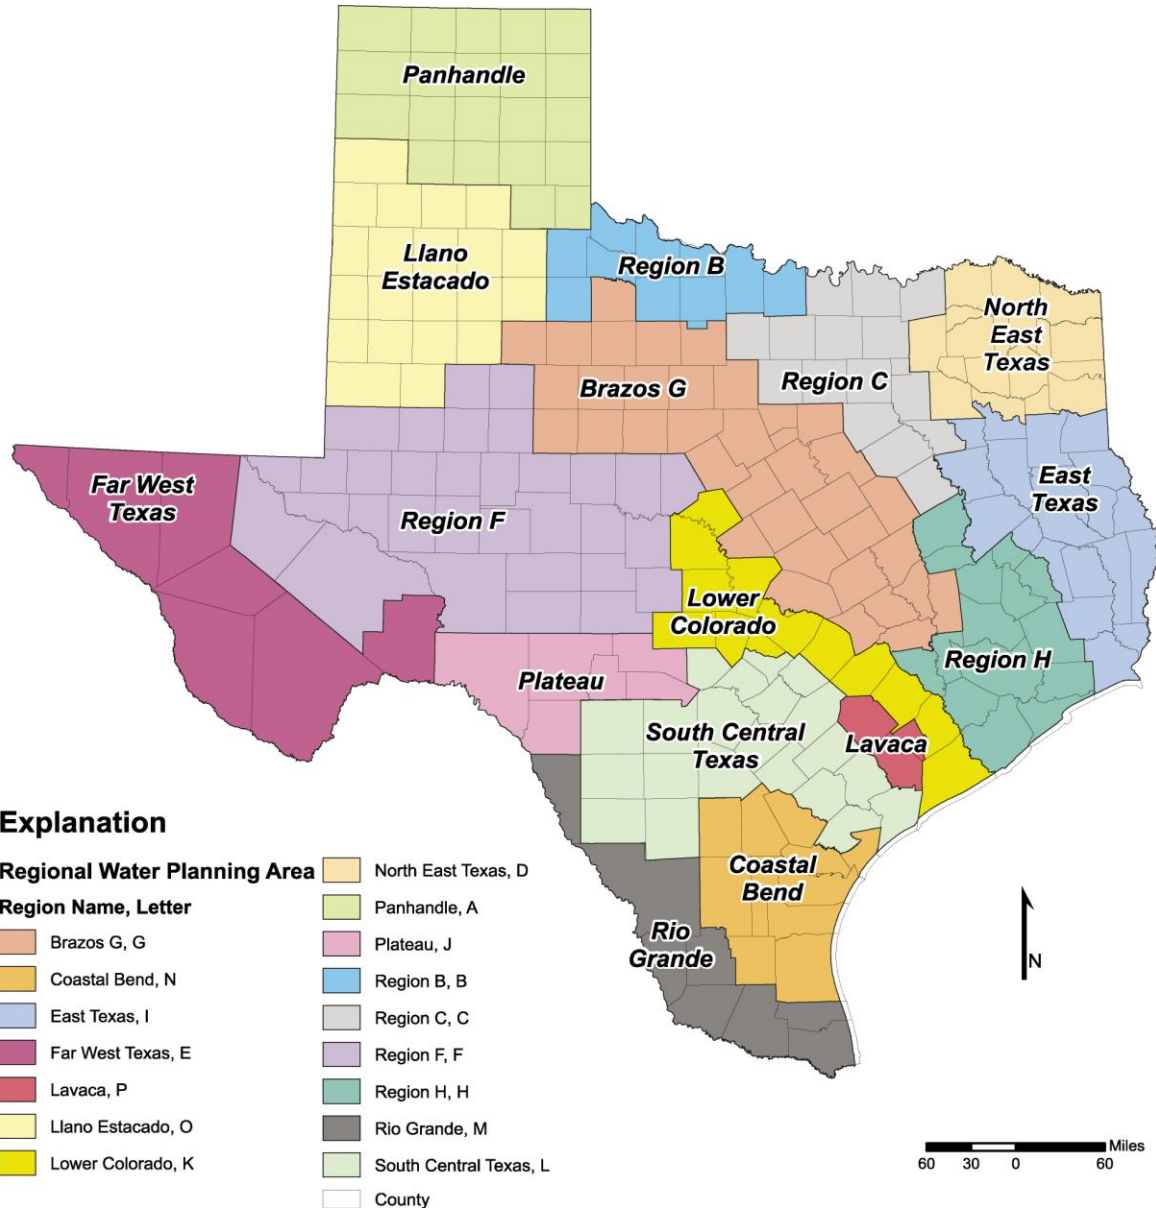 Panhandle
Llano
Estacado
Region B
North
East
Texas
Brazos G
Region C
Far West
Texas
Region F
East
Texas
Lower
Colorado
Region H
Plateau
South Central
Texas
Lavaca
Coastal
Bend
Rio
Grande
Explanation
Regional Water Planning Area
Region Name, Letter
Brazos G, G
Coastal Bend, N
East Texas, I
Far West Texas, E
Lavaca, P
Llano Estacado, O
Lower Colorado, K
North East Texas, D
Panhandle, A
Plateau, J
Region B, B
Region C, C
Region F, F
Region H, H
Rio Grande, M
South Central Texas, L
County
N
Miles
60 30 0 60